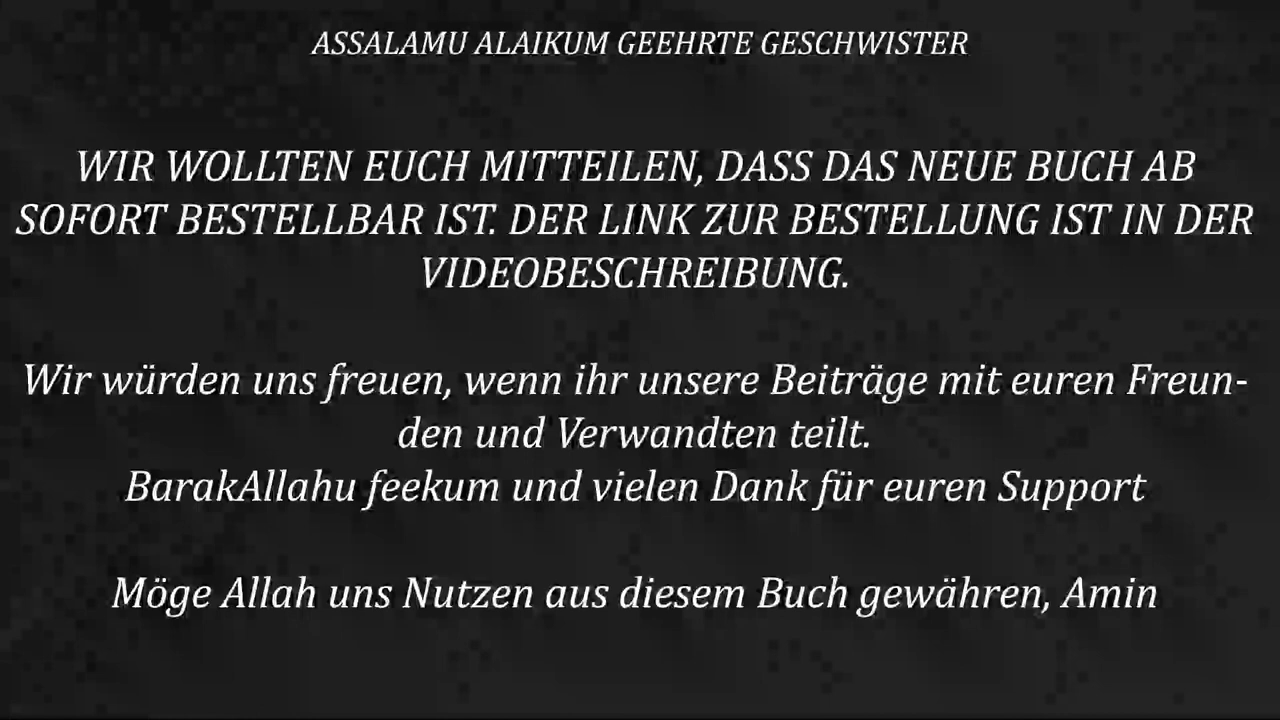 ASSALAMU ALAIKUM GEEHRTE GESCHWISTER
WIR WOLLTEN EUCH MITTEILEN, DASS DAS NEUE BUCH AB
SOFORT BESTELLBAR IST. DER LINK ZUR BESTELLUNG IST IN DER
VIDEOBESCHREIBUNG.
Wir würden uns freuen, wenn ihr unsere Beiträge mit euren Freun-
den und Verwandten teilt.
BarakAllahu feekum und vielen Dank für euren Support
Möge Allah uns Nutzen aus diesem Buch gewähren, Amin